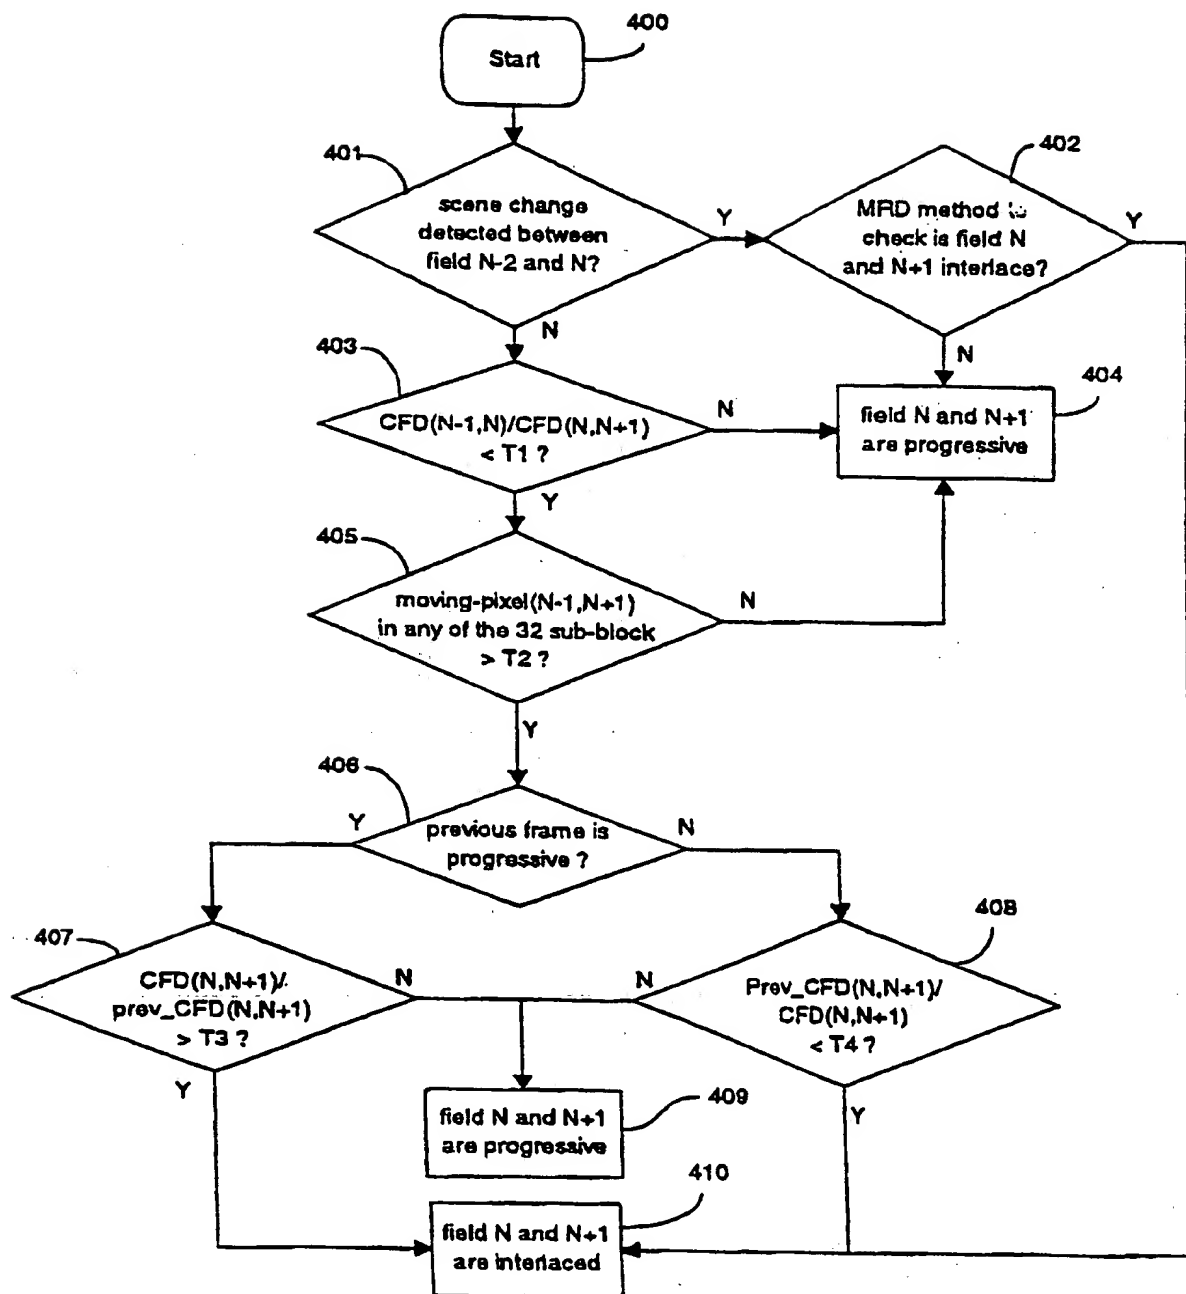 400
Start
401
402
scene change
detected between
field N-2 and N?
Y
MRD method to
check is field N
and N+1 interlace?
Y
N
N
403
404
CFD(N-1,N)/CFD(N,N+1)
< T1 ?
N
field N and N+1
are progressive
Y
405
moving-pixel(N-1,N+1)
in any of the 32 sub-block
> T2 ?
N
Y
406
Y
previous frame is
progressive ?
N
407
408
CFD(N,N+1)/
prev_CFD(N,N+1)
> T3 ?
N
N
Prev_CFD(N,N+1)/
CFD(N,N+1)
< T4 ?
Y
Y
409
field N and N+1
are progressive
410
field N and N+1
are interlaced